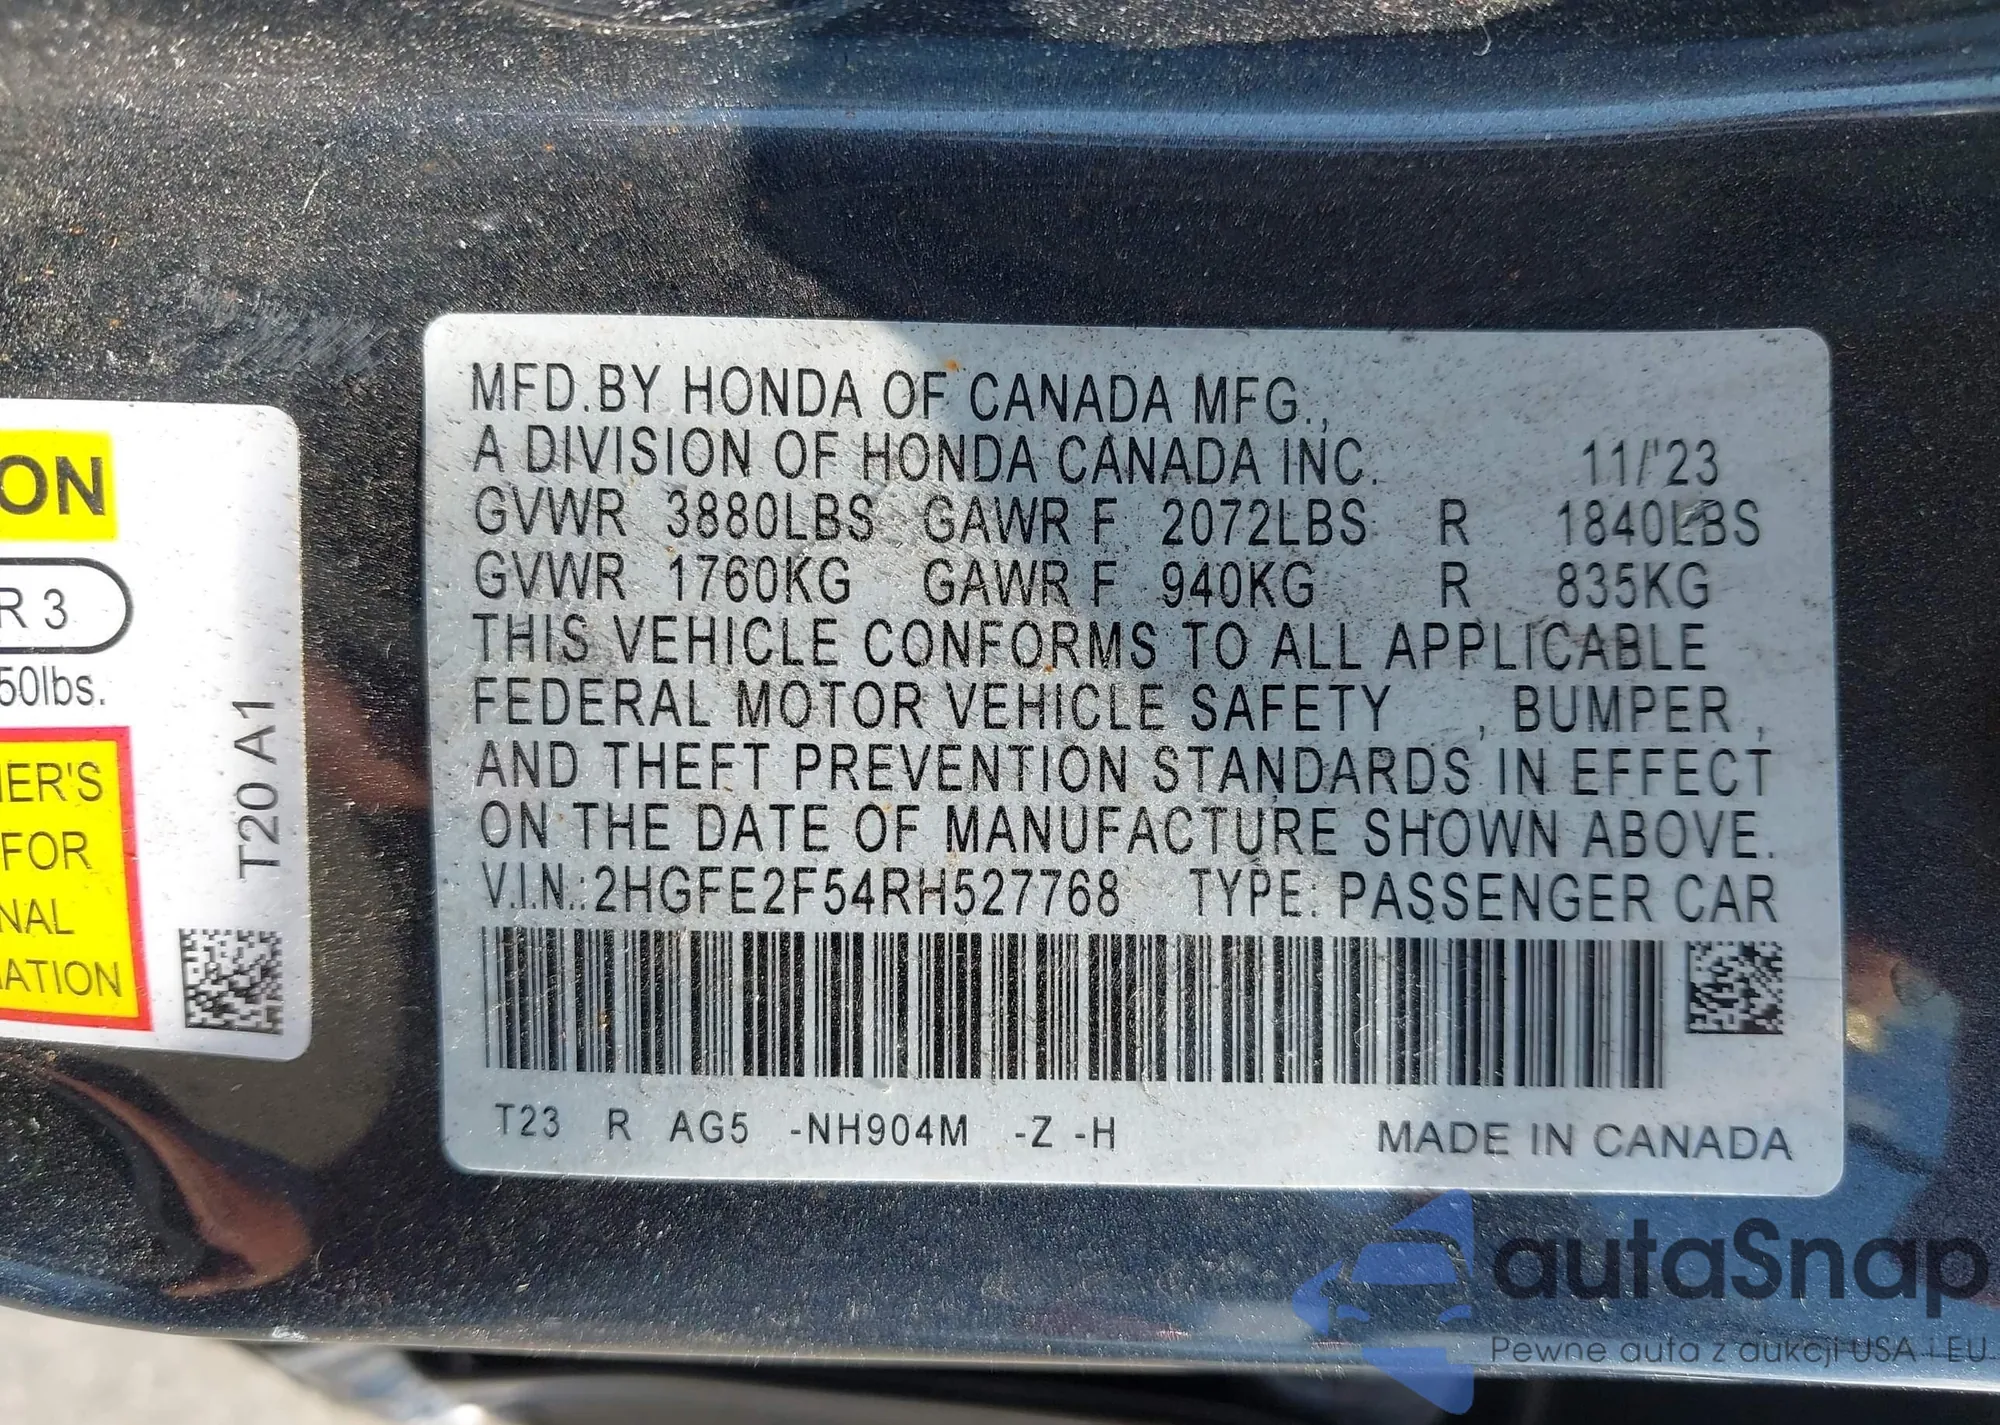 MFD.BY HONDA OF CANADA MFG.,
A DIVISION OF HONDA CANADA INC. 11/'23
GVWR 3880LBS GAWR F 2072LBS R 1840LBS
GVWR 1760KG GAWR F 940KG R 835KG
THIS VEHICLE CONFORMS TO ALL APPLICABLE
FEDERAL MOTOR VEHICLE SAFETY , BUMPER ,
AND THEFT PREVENTION STANDARDS IN EFFECT
ON THE DATE OF MANUFACTURE SHOWN ABOVE.
V.I.N.:2HGFE2F54RH527768 TYPE: PASSENGER CAR
T23 R AG5 -NH904M -Z -H MADE IN CANADA
ON
R 3
50lbs.
ER'S
FOR
NAL
ATION
T20 A1
autaSnap
Pewne auta z aukcji USA i EU